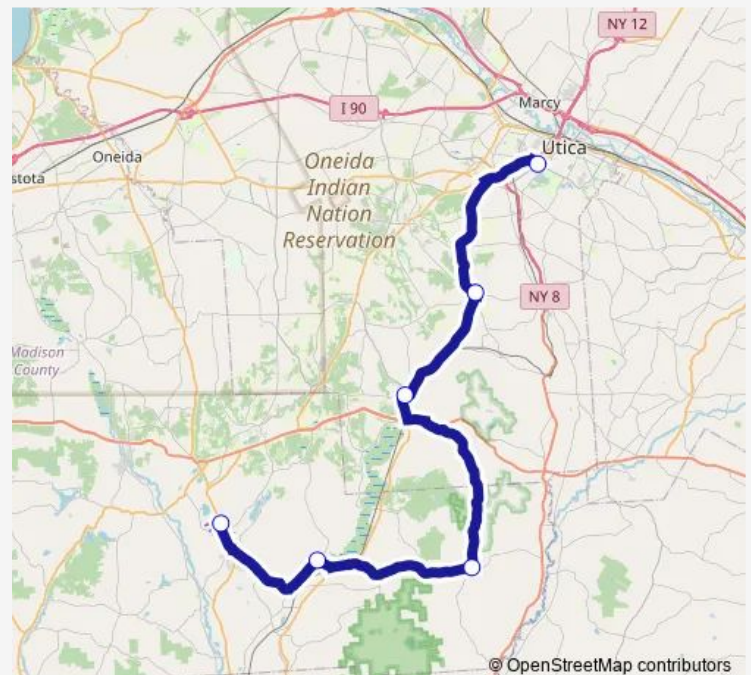 NY 12
Marcy
I 90
Utica
Oneida
stota
Oneida
Indian
Nation
Reservation
NY 8
Madison
County
© OpenStreetMap contributors